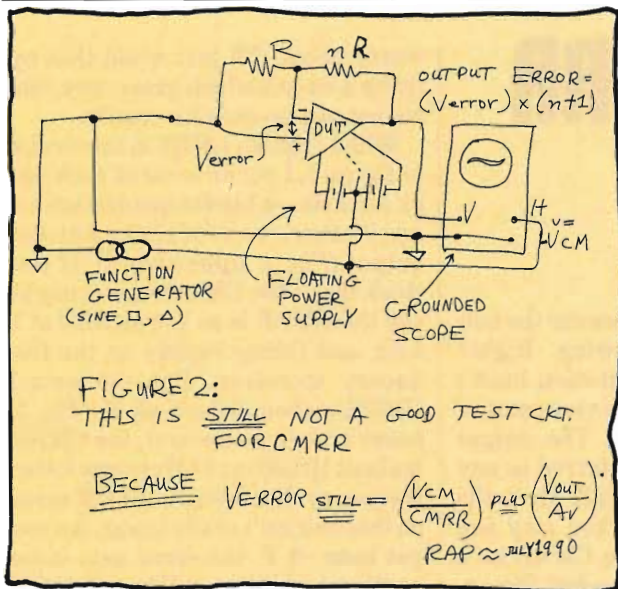 R
nR
OUTPUT ERROR=
(Verror) x (n+1)
-
DUT
+
Verror
V
H
v=
VCM
FUNCTION
GENERATOR
(SINE, □, △)
FLOATING
POWER
SUPPLY
GROUNDED
SCOPE
FIGURE 2:
THIS IS STILL NOT A GOOD TEST CKT.
FOR CMRR
BECAUSE VERROR STILL = (VCM/CMRR) PLUS (VOUT/AV)
RAP ≈ JULY 1990